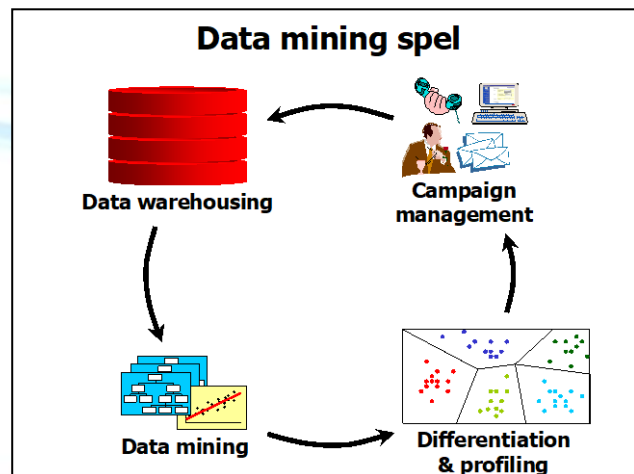 Data mining spel
Data warehousing
Campaign
management
Data mining
Differentiation
& profiling